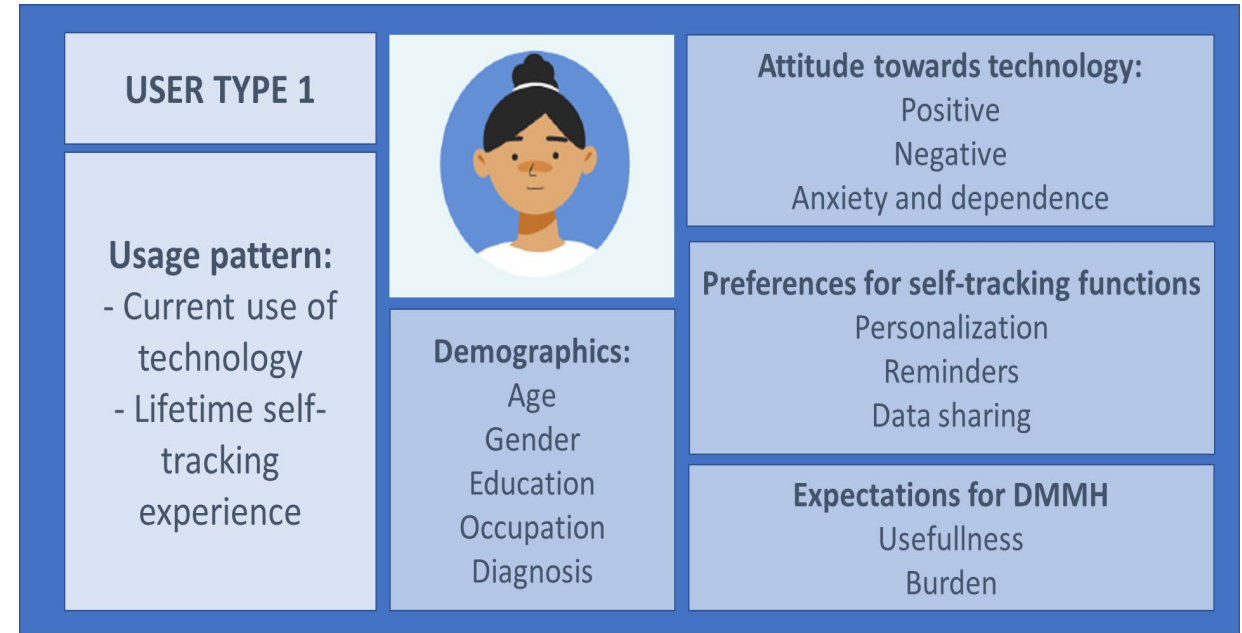 USER TYPE 1
Usage pattern:
- Current use of
technology
- Lifetime self-
tracking
experience
Demographics:
Age
Gender
Education
Occupation
Diagnosis
Attitude towards technology:
Positive
Negative
Anxiety and dependence
Preferences for self-tracking functions
Personalization
Reminders
Data sharing
Expectations for DMMH
Usefullness
Burden